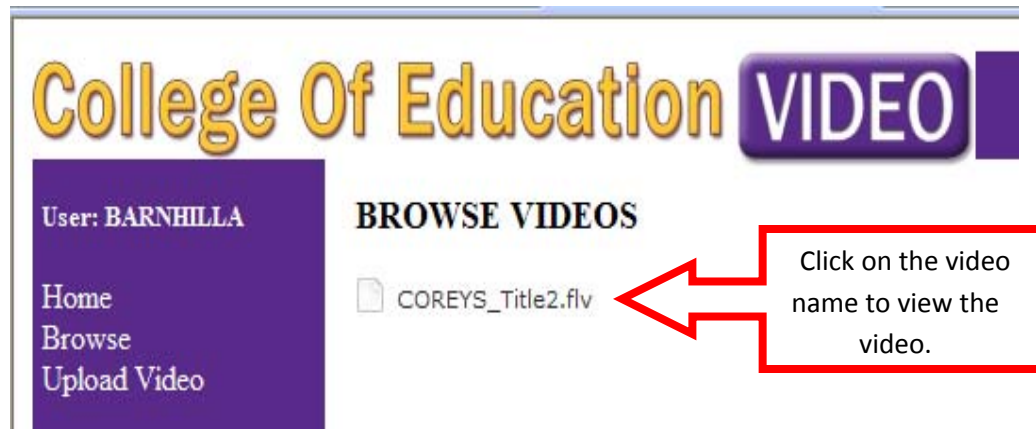 College Of Education VIDEO
User: BARNHILLA
Home
Browse
Upload Video
BROWSE VIDEOS
COREYS_Title2.flv
Click on the video
name to view the
video.